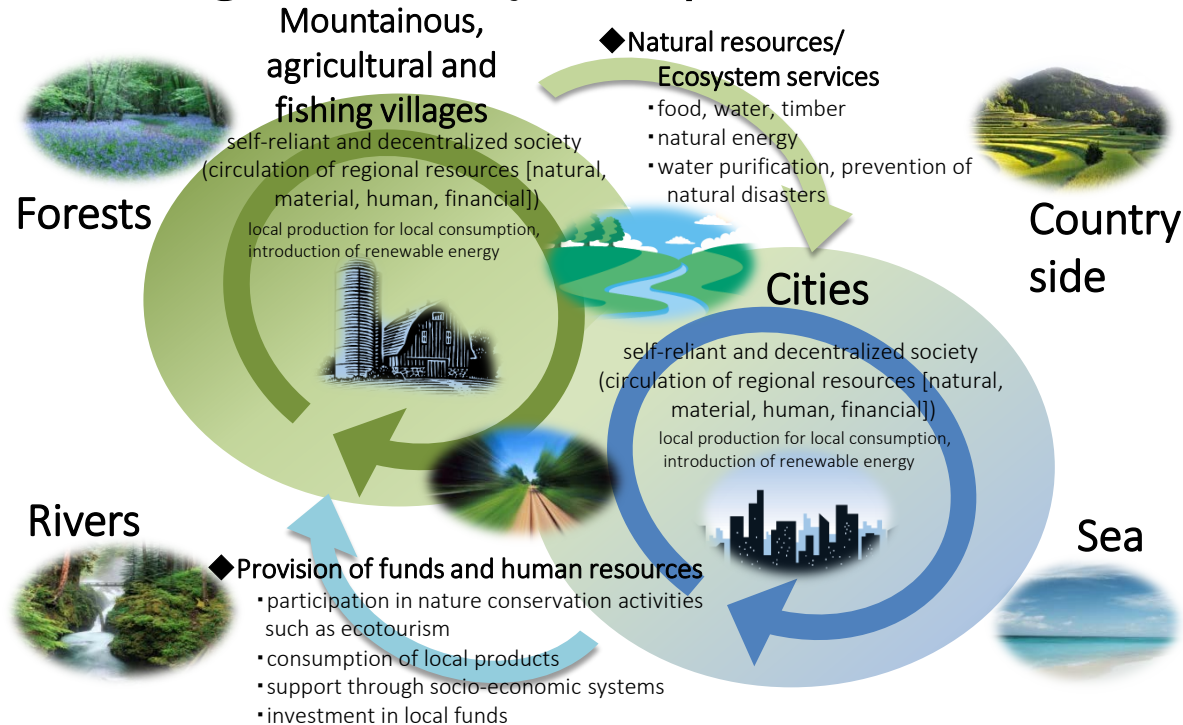 Mountainous,
agricultural and
fishing villages
self-reliant and decentralized society
(circulation of regional resources [natural,
material, human, financial])
local production for local consumption,
introduction of renewable energy
◆Natural resources/
Ecosystem services
・food, water, timber
・natural energy
・water purification, prevention of
natural disasters
Forests
Country
side
Cities
self-reliant and decentralized society
(circulation of regional resources [natural,
material, human, financial])
local production for local consumption,
introduction of renewable energy
Rivers
Sea
◆Provision of funds and human resources
・participation in nature conservation activities
such as ecotourism
・consumption of local products
・support through socio-economic systems
・investment in local funds